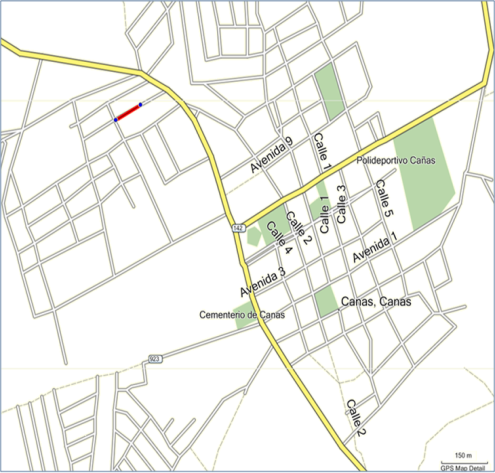 Calle 1
Avenida 9
Polideportivo Cañas
Calle 1
Calle 3
Calle 5
142
Calle 4
Calle 2
Avenida 1
Avenida 3
Canas, Canas
Cementerio de Canas
923
Calle 2
150 m
GPS Map Detail